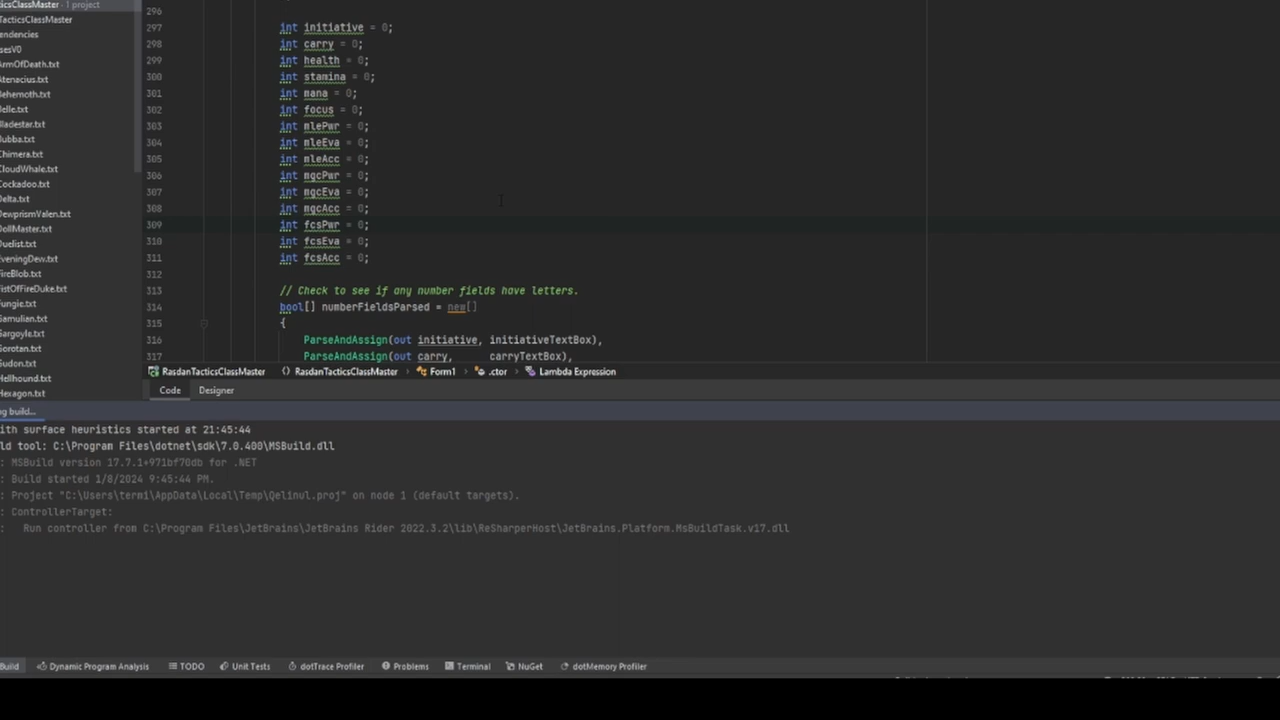 ticsClassMaster · 1 project
TacticsClassMaster
endencies
sesV0
ArmOfDeath.txt
Atenacius.txt
Behemoth.txt
Belle.txt
Bladestar.txt
Bubba.txt
Chimera.txt
CloudWhale.txt
Cockadoo.txt
Delta.txt
DewprismValen.txt
DollMaster.txt
Duelist.txt
EveningDew.txt
FireBlob.txt
FistOfFireDuke.txt
Fungie.txt
Gamulian.txt
Gargoyle.txt
Gorotan.txt
Gudon.txt
Hellhound.txt
Hexagon.txt
296
297 int initiative = 0;
298 int carry = 0;
299 int health = 0;
300 int stamina = 0;
301 int mana = 0;
302 int focus = 0;
303 int mlePwr = 0;
304 int mleEva = 0;
305 int mleAcc = 0;
306 int mgcPwr = 0;
307 int mgcEva = 0;
308 int mgcAcc = 0;
309 int fcsPwr = 0;
310 int fcsEva = 0;
311 int fcsAcc = 0;
312
313 // Check to see if any number fields have letters.
314 bool[] numberFieldsParsed = new[]
315 {
316 ParseAndAssign(out initiative, initiativeTextBox),
317 ParseAndAssign(out carry, carryTextBox),
RasdanTacticsClassMaster {} RasdanTacticsClassMaster › Form1 › .ctor › Lambda Expression
Code Designer
ng build...
ith surface heuristics started at 21:45:44
ld tool: C:\Program Files\dotnet\sdk\7.0.400\MSBuild.dll
: MSBuild version 17.7.1+971bf70db for .NET
: Build started 1/8/2024 9:45:44 PM.
: Project "C:\Users\termi\AppData\Local\Temp\Qelinul.proj" on node 1 (default targets).
: ControllerTarget:
: Run controller from C:\Program Files\JetBrains\JetBrains Rider 2022.3.2\lib\ReSharperHost\JetBrains.Platform.MsBuildTask.v17.dll
Build Dynamic Program Analysis TODO Unit Tests dotTrace Profiler Problems Terminal NuGet dotMemory Profiler